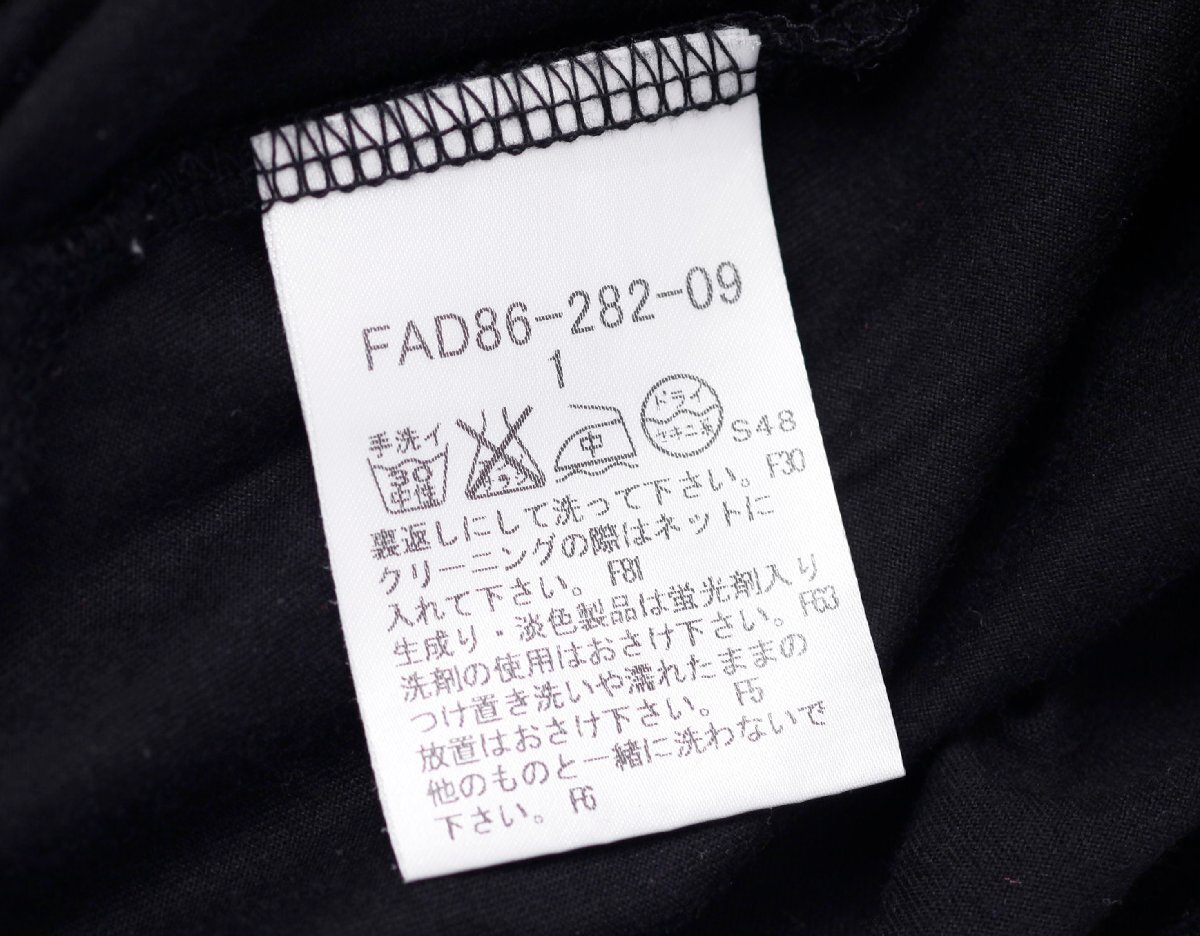 FAD86-282-09
1
手洗イ
30
中性
エンソサラシ
中
ドライ
セキユ系
S48
裏返しにして洗って下さい。 F30
クリーニングの際はネットに
入れて下さい。 F81
生成り・淡色製品は蛍光剤入り
洗剤の使用はおさけ下さい。 F63
つけ置き洗いや濡れたままの
放置はおさけ下さい。 F5
他のものと一緒に洗わないで
下さい。 F6